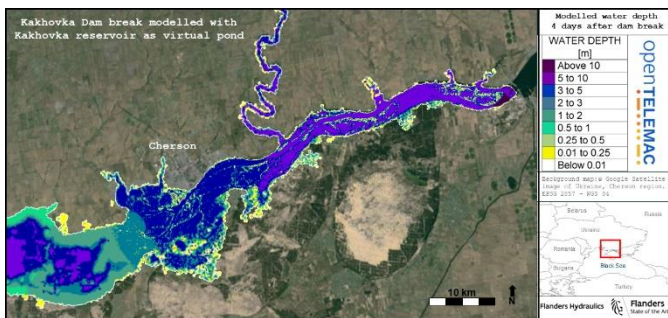 Kakhovka Dam break modelled with
Kakhovka reservoir as virtual pond
Cherson
10 km
N
Modelled water depth
4 days after dam break
WATER DEPTH
[m]
Above 10
5 to 10
3 to 5
2 to 3
1 to 2
0.5 to 1
0.25 to 0.5
0.01 to 0.25
Below 0.01
openTELEMAC
Background map: Google Satellite
image of Ukraine, Cherson region.
Belarus
Russia
Ukraine
Romania
Bulgaria
Black Sea
Turkey
Flanders Hydraulics
Flanders
State of the Art